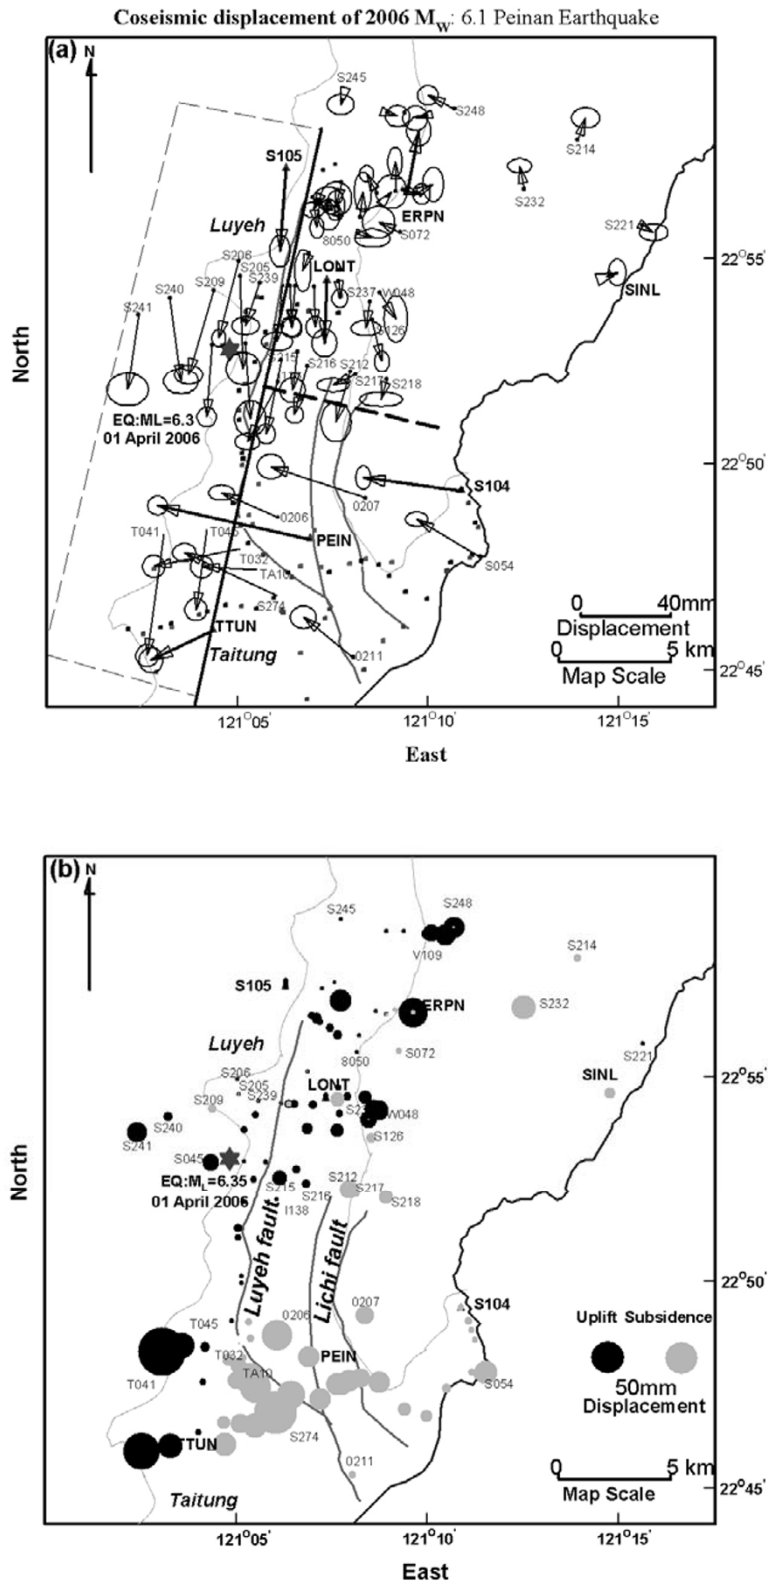 Coseismic displacement of 2006 Mw: 6.1 Peinan Earthquake
(a)
N
S245
S248
S214
S105
S232
ERPN
Luyeh
8050
S072
S221
S206
LONT
S205
SINL
S240
S209
S239
S237
W048
S241
22°55'
S126
S215
S216
S212
S217
S218
EQ:ML=6.3
01 April 2006
22°50'
S104
0207
0206
T041
T045
PEIN
T032
TA10
S054
S274
0
40mm
TTUN
Displacement
Taitung
0211
0
5 km
Map Scale
22°45'
121°05'
121°10'
121°15'
North
East
(b)
N
S245
S248
V109
S214
S105
ERPN
S232
Luyeh
8050
S072
S221
S206
SINL
S205
LONT
22°55'
S209
S239
S240
W048
S241
S126
S045
EQ:ML=6.35
S215
S212
S217
01 April 2006
S216
S218
I138
Luyeh fault
Lichi fault
22°50'
S104
0207
T045
0206
Uplift Subsidence
T032
PEIN
T041
TA10
S054
50mm
Displacement
TTUN
S274
0211
0
5 km
Taitung
Map Scale
22°45'
121°05'
121°10'
121°15'
North
East